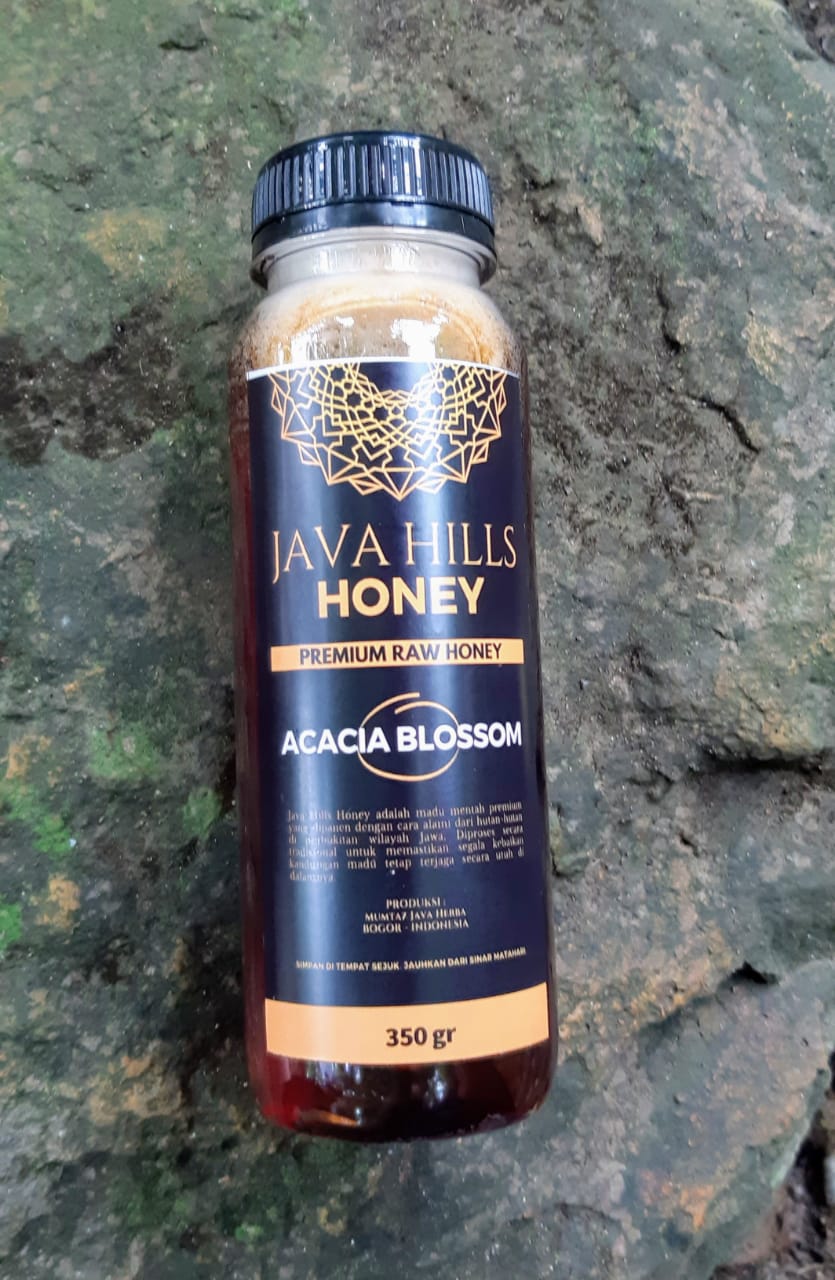 JAVA HILLS
HONEY
PREMIUM RAW HONEY
ACACIA BLOSSOM
Java Hills Honey adalah madu mentah premium
yang dipanen dengan cara alami dari hutan-hutan
di perbukitan wilayah Jawa. Diproses secara
tradisional untuk memastikan segala kebaikan
kandungan madu tetap terjaga secara utuh di
dalamnya
PRODUKSI :
MUMTAZ JAVA HERBA
BOGOR - INDONESIA
SIMPAN DI TEMPAT SEJUK. JAUHKAN DARI SINAR MATAHARI
350 gr